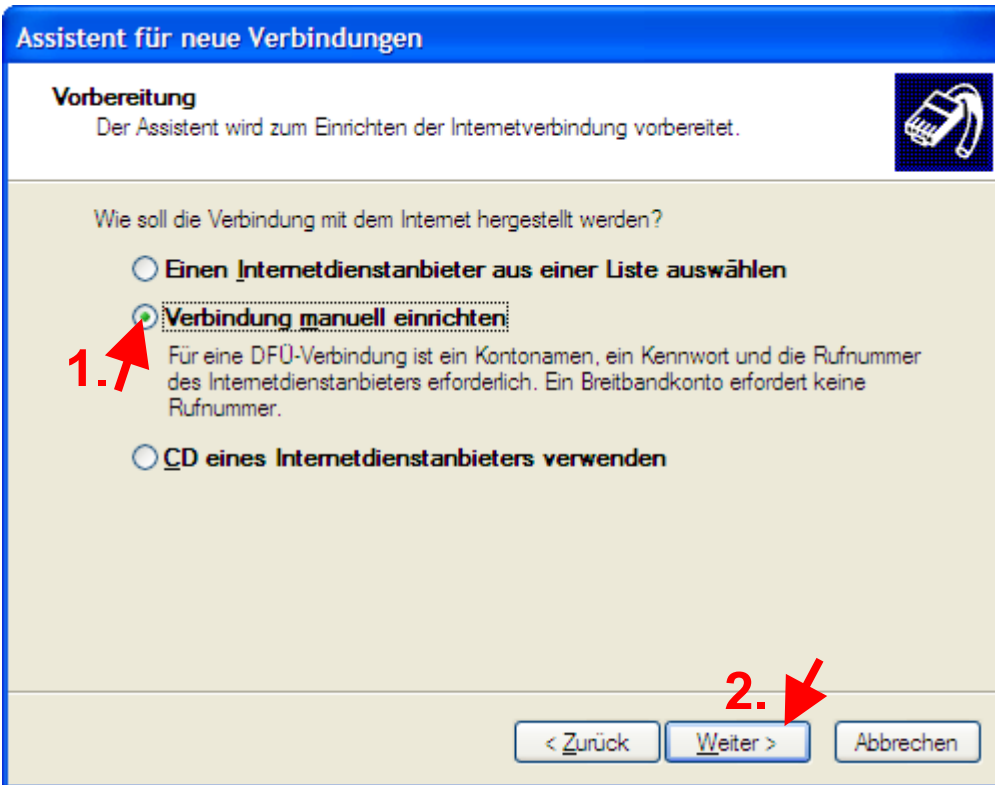 Assistent für neue Verbindungen
Vorbereitung
Der Assistent wird zum Einrichten der Internetverbindung vorbereitet.
Wie soll die Verbindung mit dem Internet hergestellt werden?
Einen Internetdienstanbieter aus einer Liste auswählen
Verbindung manuell einrichten
1.
Für eine DFÜ-Verbindung ist ein Kontonamen, ein Kennwort und die Rufnummer
des Internetdienstanbieters erforderlich. Ein Breitbandkonto erfordert keine
Rufnummer.
CD eines Internetdienstanbieters verwenden
2.
< Zurück
Weiter >
Abbrechen